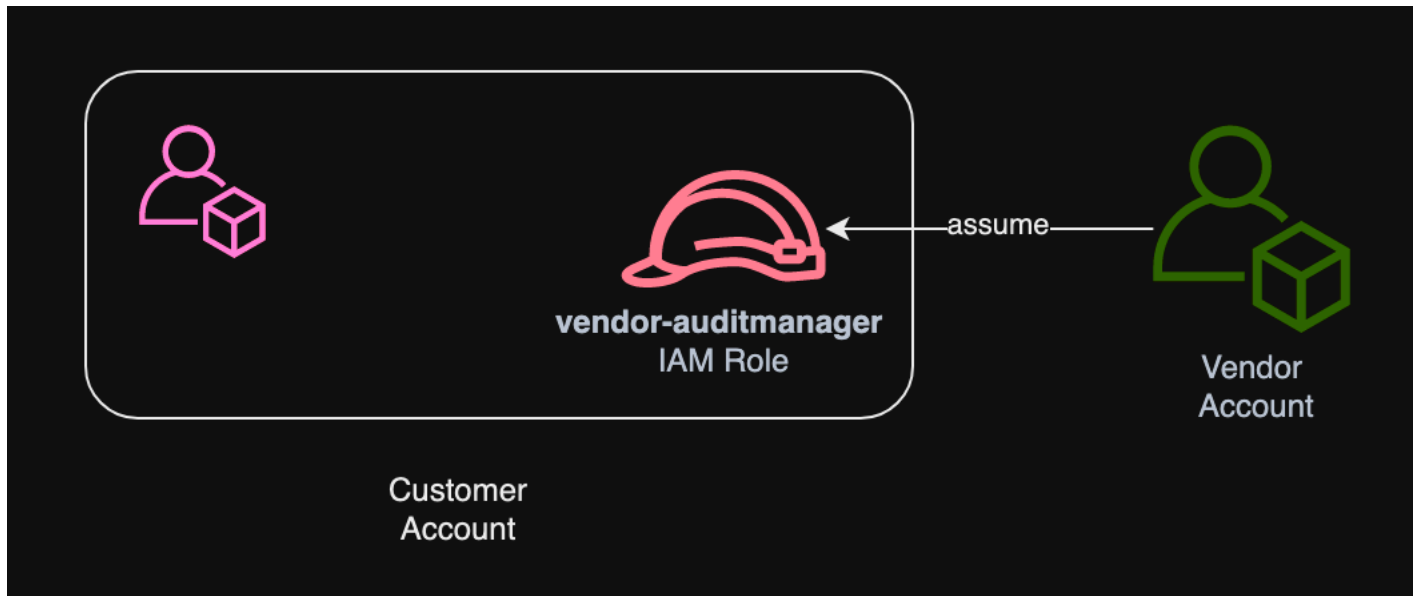 assume
vendor-auditmanager
IAM Role
Vendor
Account
Customer
Account